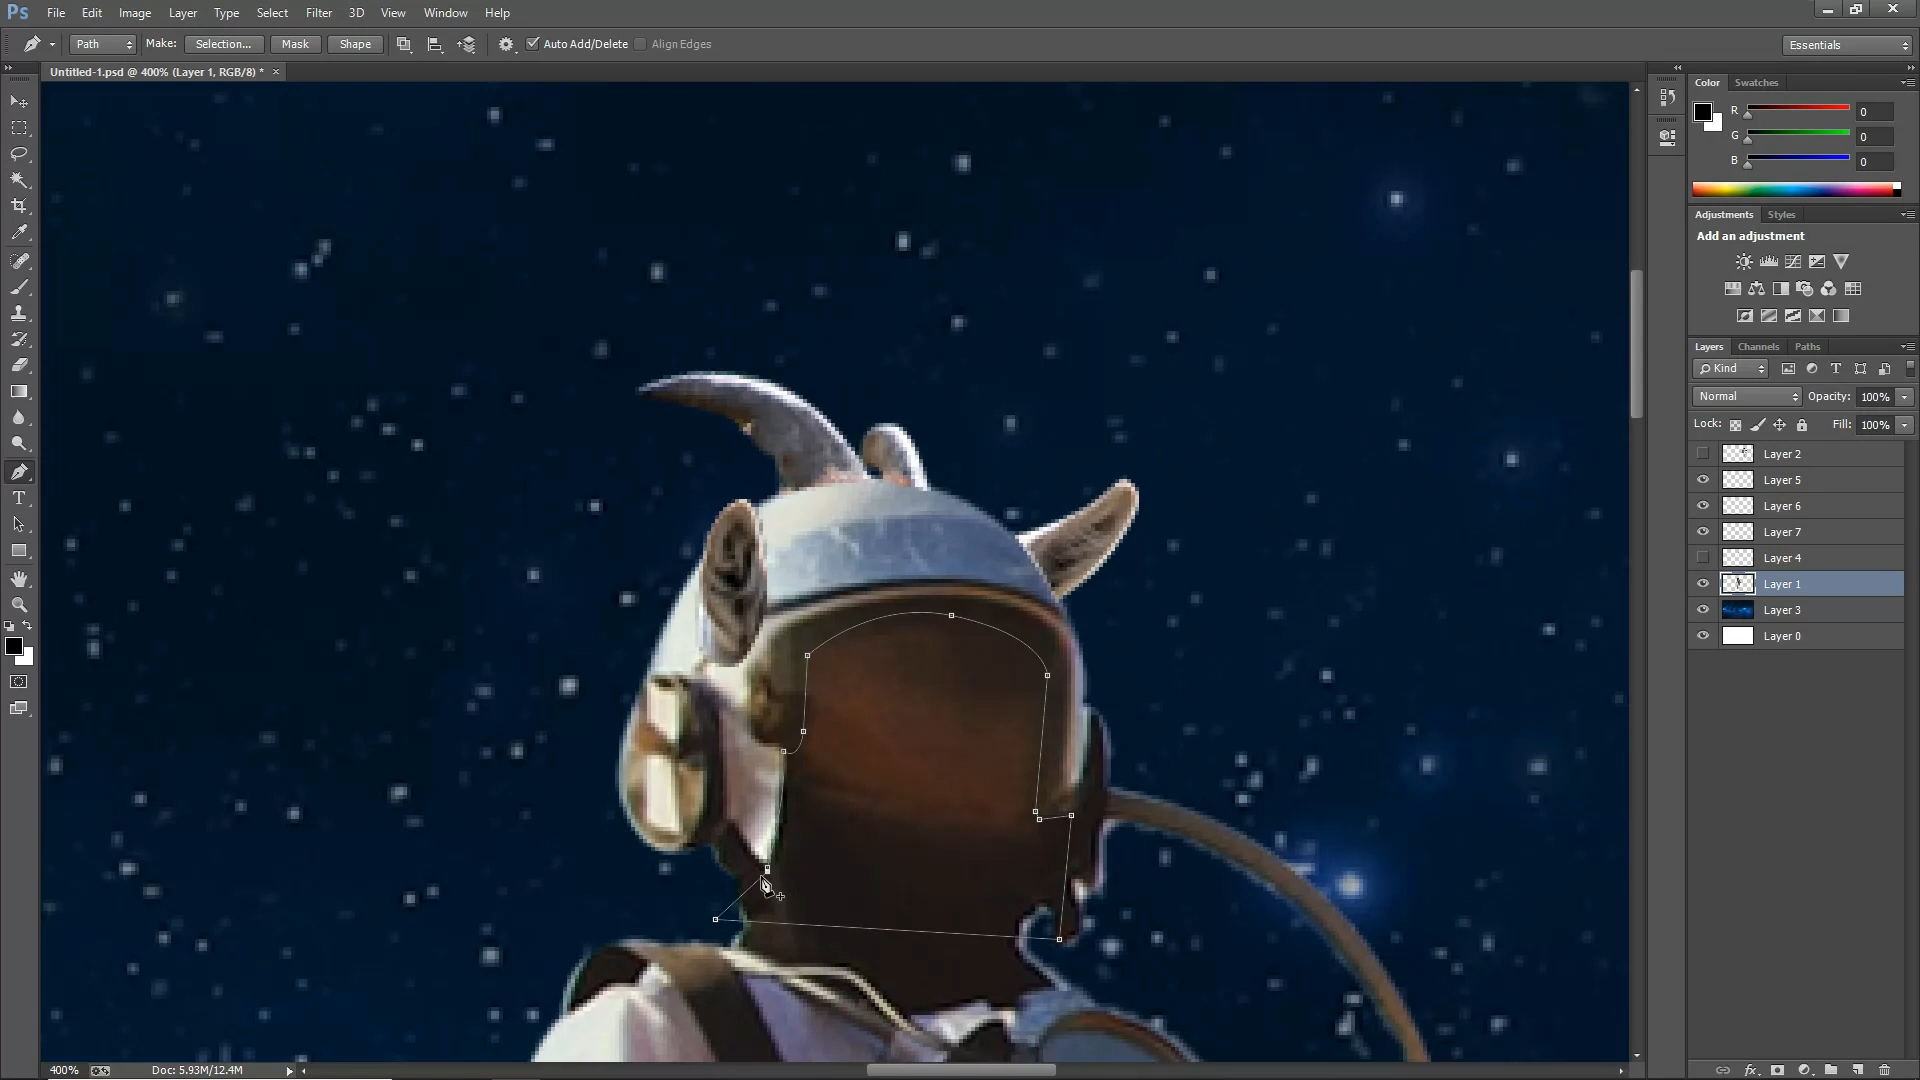 Ps File Edit Image Layer Type Select Filter 3D View Window Help
Path Make: Selection... Mask Shape Auto Add/Delete Align Edges Essentials
Untitled-1.psd @ 400% (Layer 1, RGB/8) * ×
Color Swatches
R 0
G 0
B 0
Adjustments Styles
Add an adjustment
Layers Channels Paths
Kind
Normal Opacity: 100%
Lock: Fill: 100%
Layer 2
Layer 5
Layer 6
Layer 7
Layer 4
Layer 1
Layer 3
Layer 0
T
fx
400% Doc: 5.93M/12.4M